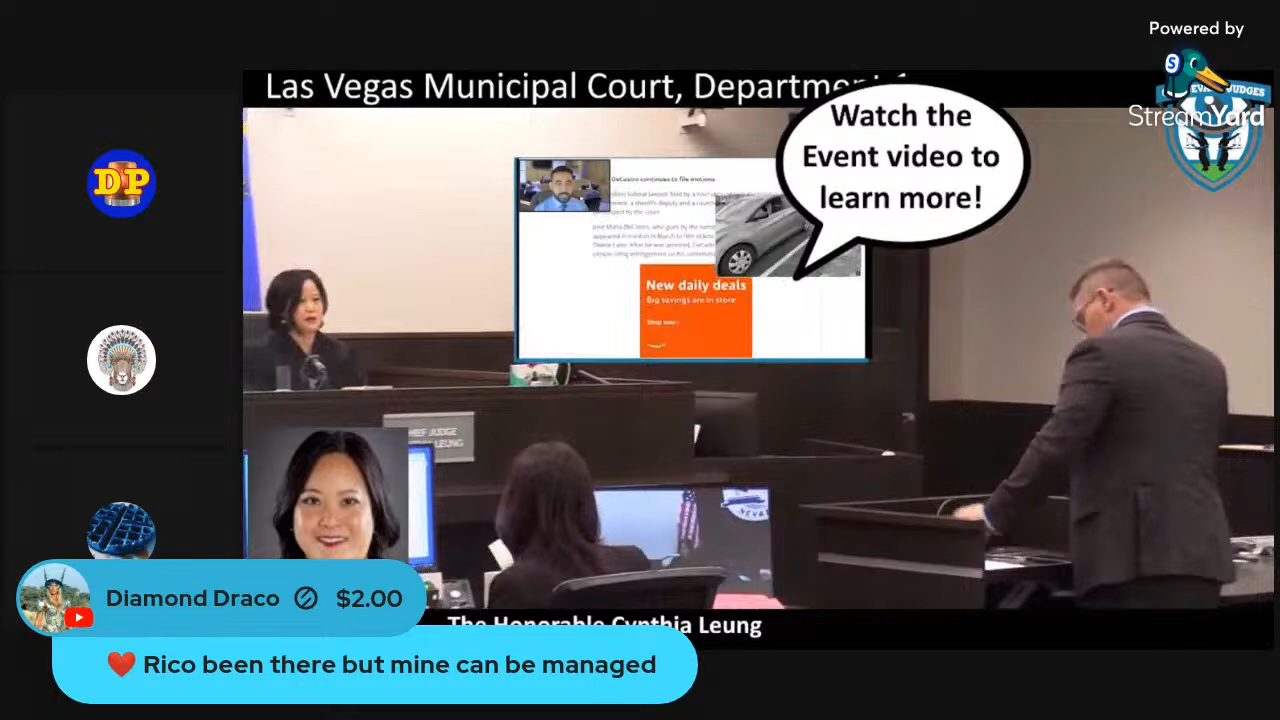 Powered by
StreamYard
S
JUDGES
Las Vegas Municipal Court, Department 1
Watch the
Event video to
learn more!
DP
DeCastro continues to file motions
New daily deals
Big savings are in store
Shop now›
CHIEF JUDGE
LEUNG
NEVADA
Diamond Draco $2.00
The Honorable Cynthia Leung
❤️ Rico been there but mine can be managed